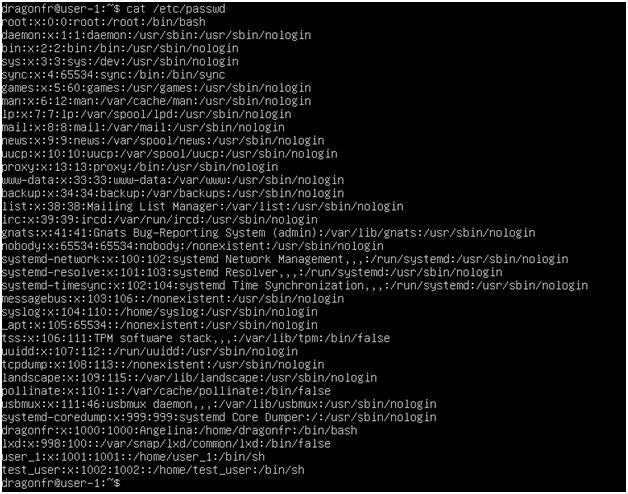 dragonfr@user-1:~$ cat /etc/passwd
root:x:0:0:root:/root:/bin/bash
daemon:x:1:1:daemon:/usr/sbin:/usr/sbin/nologin
bin:x:2:2:bin:/bin:/usr/sbin/nologin
sys:x:3:3:sys:/dev:/usr/sbin/nologin
sync:x:4:65534:sync:/bin:/bin/sync
games:x:5:60:games:/usr/games:/usr/sbin/nologin
man:x:6:12:man:/var/cache/man:/usr/sbin/nologin
lp:x:7:7:lp:/var/spool/lpd:/usr/sbin/nologin
mail:x:8:8:mail:/var/mail:/usr/sbin/nologin
news:x:9:9:news:/var/spool/news:/usr/sbin/nologin
uucp:x:10:10:uucp:/var/spool/uucp:/usr/sbin/nologin
proxy:x:13:13:proxy:/bin:/usr/sbin/nologin
www-data:x:33:33:www-data:/var/www:/usr/sbin/nologin
backup:x:34:34:backup:/var/backups:/usr/sbin/nologin
list:x:38:38:Mailing List Manager:/var/list:/usr/sbin/nologin
irc:x:39:39:ircd:/var/run/ircd:/usr/sbin/nologin
gnats:x:41:41:Gnats Bug-Reporting System (admin):/var/lib/gnats:/usr/sbin/nologin
nobody:x:65534:65534:nobody:/nonexistent:/usr/sbin/nologin
systemd-network:x:100:102:systemd Network Management,,,:/run/systemd:/usr/sbin/nologin
systemd-resolve:x:101:103:systemd Resolver,,,:/run/systemd:/usr/sbin/nologin
systemd-timesync:x:102:104:systemd Time Synchronization,,,:/run/systemd:/usr/sbin/nologin
messagebus:x:103:106::/nonexistent:/usr/sbin/nologin
syslog:x:104:110::/home/syslog:/usr/sbin/nologin
_apt:x:105:65534::/nonexistent:/usr/sbin/nologin
tss:x:106:111:TPM software stack,,,:/var/lib/tpm:/bin/false
uuidd:x:107:112::/run/uuidd:/usr/sbin/nologin
tcpdump:x:108:113::/nonexistent:/usr/sbin/nologin
landscape:x:109:115::/var/lib/landscape:/usr/sbin/nologin
pollinate:x:110:1::/var/cache/pollinate:/bin/false
usbmux:x:111:46:usbmux daemon,,,:/var/lib/usbmux:/usr/sbin/nologin
systemd-coredump:x:999:999:systemd Core Dumper:/:/usr/sbin/nologin
dragonfr:x:1000:1000:Angelina:/home/dragonfr:/bin/bash
lxd:x:998:100::/var/snap/lxd/common/lxd:/bin/false
user_1:x:1001:1001::/home/user_1:/bin/sh
test_user:x:1002:1002::/home/test_user:/bin/sh
dragonfr@user-1:~$